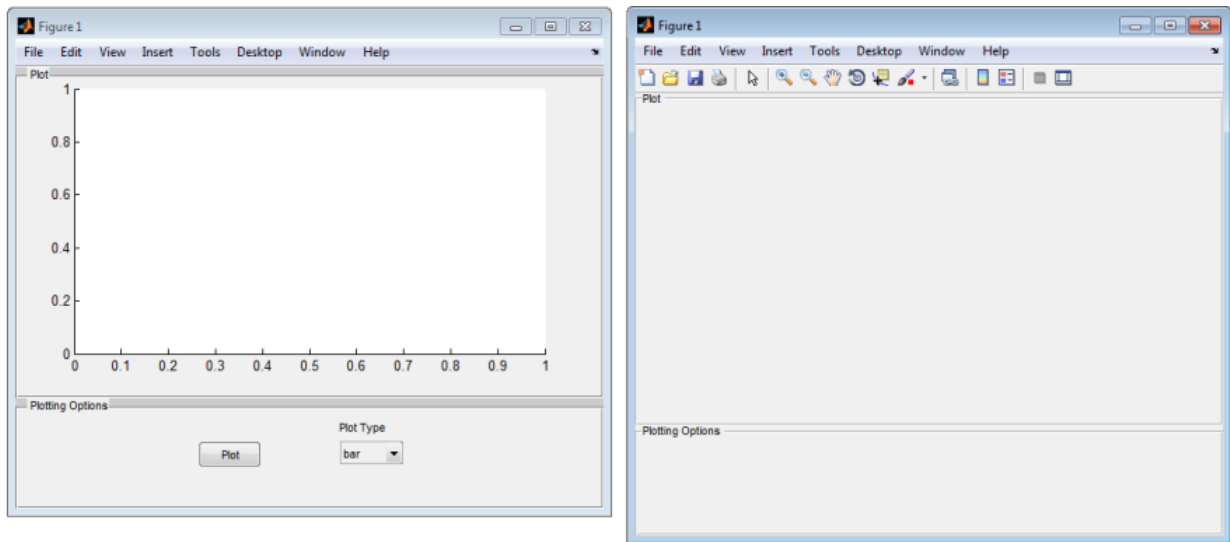 Figure 1
File Edit View Insert Tools Desktop Window Help
Plot
1
0.8
0.6
0.4
0.2
0
0 0.1 0.2 0.3 0.4 0.5 0.6 0.7 0.8 0.9 1
Plotting Options
Plot Type
Plot bar
Figure 1
File Edit View Insert Tools Desktop Window Help
Plot
Plotting Options